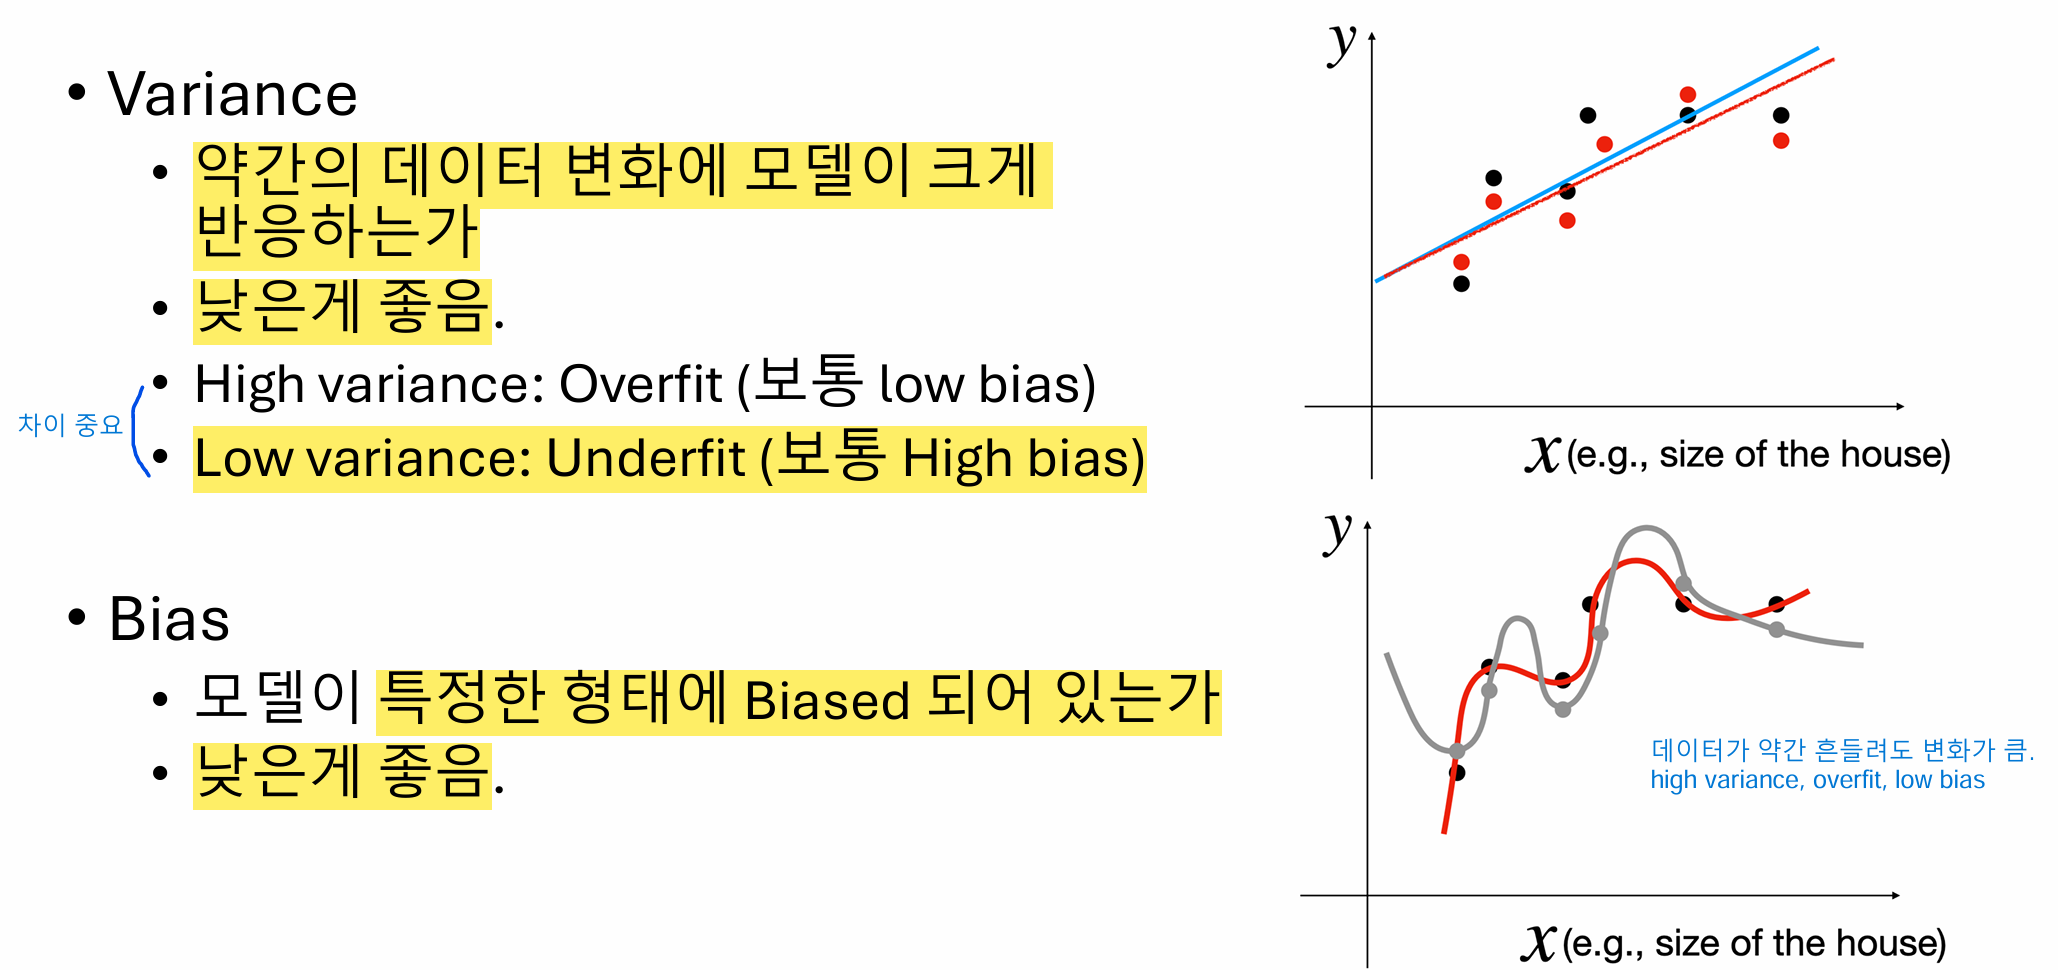 • Variance
• 약간의 데이터 변화에 모델이 크게
반응하는가
• 낮은게 좋음.
• High variance: Overfit (보통 low bias)
차이 중요
• Low variance: Underfit (보통 High bias)
• Bias
• 모델이 특정한 형태에 Biased 되어 있는가
• 낮은게 좋음.
y
x (e.g., size of the house)
y
데이터가 약간 흔들려도 변화가 큼.
high variance, overfit, low bias
x (e.g., size of the house)